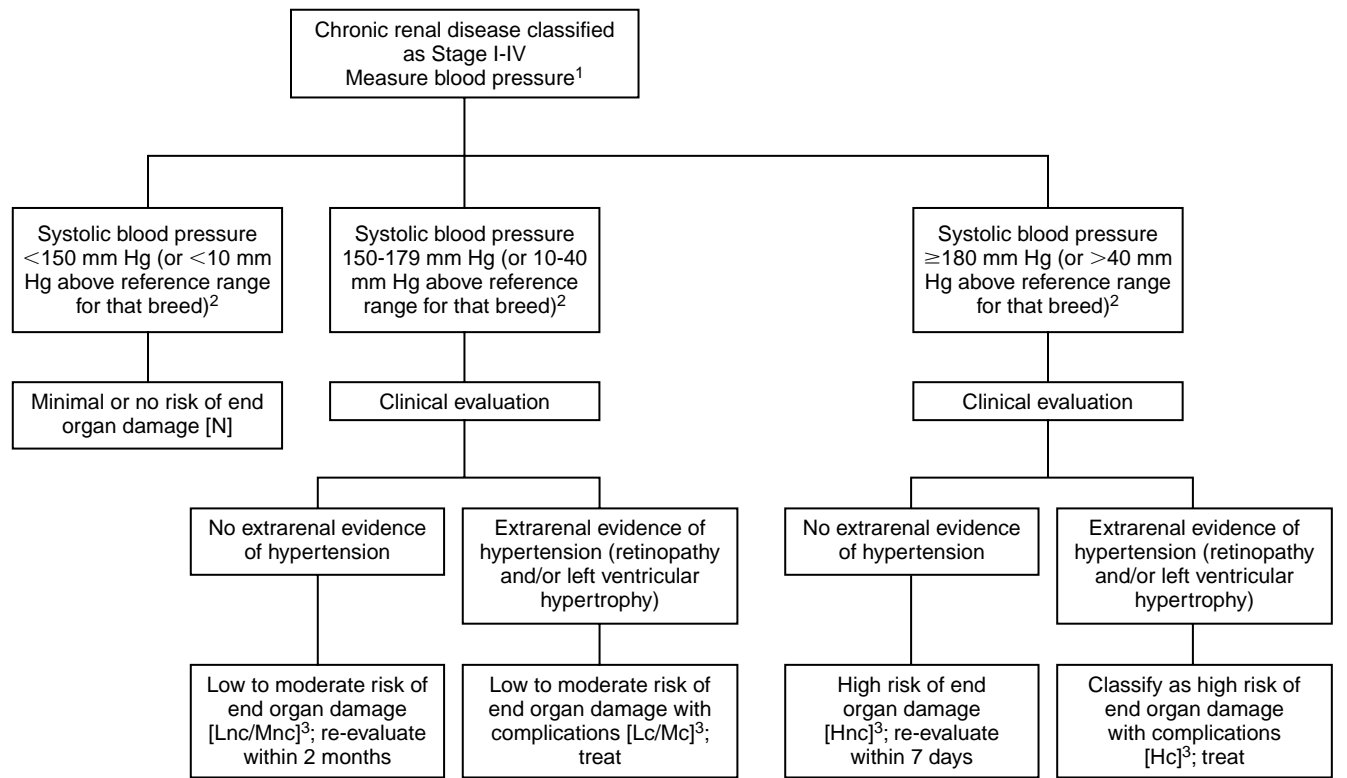 Chronic renal disease classified
as Stage I-IV
Measure blood pressure1
Systolic blood pressure
<150 mm Hg (or <10 mm
Hg above reference range
for that breed)2
Systolic blood pressure
150-179 mm Hg (or 10-40
mm Hg above reference
range for that breed)2
Systolic blood pressure
≥180 mm Hg (or >40 mm
Hg above reference range
for that breed)2
Minimal or no risk of end
organ damage [N]
Clinical evaluation
Clinical evaluation
No extrarenal evidence
of hypertension
Extrarenal evidence of
hypertension (retinopathy
and/or left ventricular
hypertrophy)
No extrarenal evidence
of hypertension
Extrarenal evidence of
hypertension (retinopathy
and/or left ventricular
hypertrophy)
Low to moderate risk of
end organ damage
[Lnc/Mnc]3; re-evaluate
within 2 months
Low to moderate risk of
end organ damage with
complications [Lc/Mc]3;
treat
High risk of end
organ damage
[Hnc]3; re-evaluate
within 7 days
Classify as high risk of
end organ damage
with complications
[Hc]3; treat